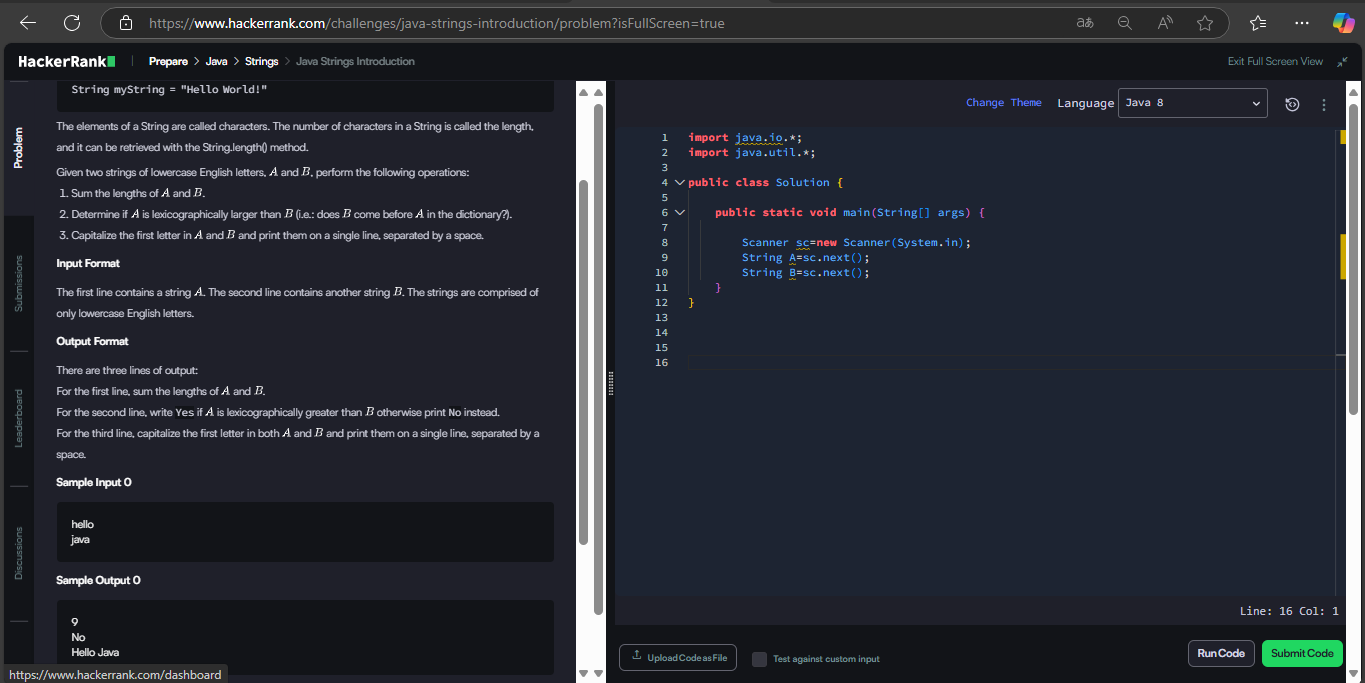 https://www.hackerrank.com/challenges/java-strings-introduction/problem?isFullScreen=true
HackerRank
Prepare > Java > Strings > Java Strings Introduction
Exit Full Screen View
Problem
Submissions
Leaderboard
Discussions
String myString = "Hello World!"
The elements of a String are called characters. The number of characters in a String is called the length,
and it can be retrieved with the String.length() method.
Given two strings of lowercase English letters, A and B, perform the following operations:
1. Sum the lengths of A and B.
2. Determine if A is lexicographically larger than B (i.e.: does B come before A in the dictionary?).
3. Capitalize the first letter in A and B and print them on a single line, separated by a space.
Input Format
The first line contains a string A. The second line contains another string B. The strings are comprised of
only lowercase English letters.
Output Format
There are three lines of output:
For the first line, sum the lengths of A and B.
For the second line, write Yes if A is lexicographically greater than B otherwise print No instead.
For the third line, capitalize the first letter in both A and B and print them on a single line, separated by a
space.
Sample Input 0
hello
java
Sample Output 0
9
No
Hello Java
https://www.hackerrank.com/dashboard
Change Theme Language Java 8
1 import java.io.*;
2 import java.util.*;
3
4 public class Solution {
5
6 public static void main(String[] args) {
7
8 Scanner sc=new Scanner(System.in);
9 String A=sc.next();
10 String B=sc.next();
11 }
12 }
13
14
15
16
Line: 16 Col: 1
Upload Code as File
Test against custom input
Run Code
Submit Code